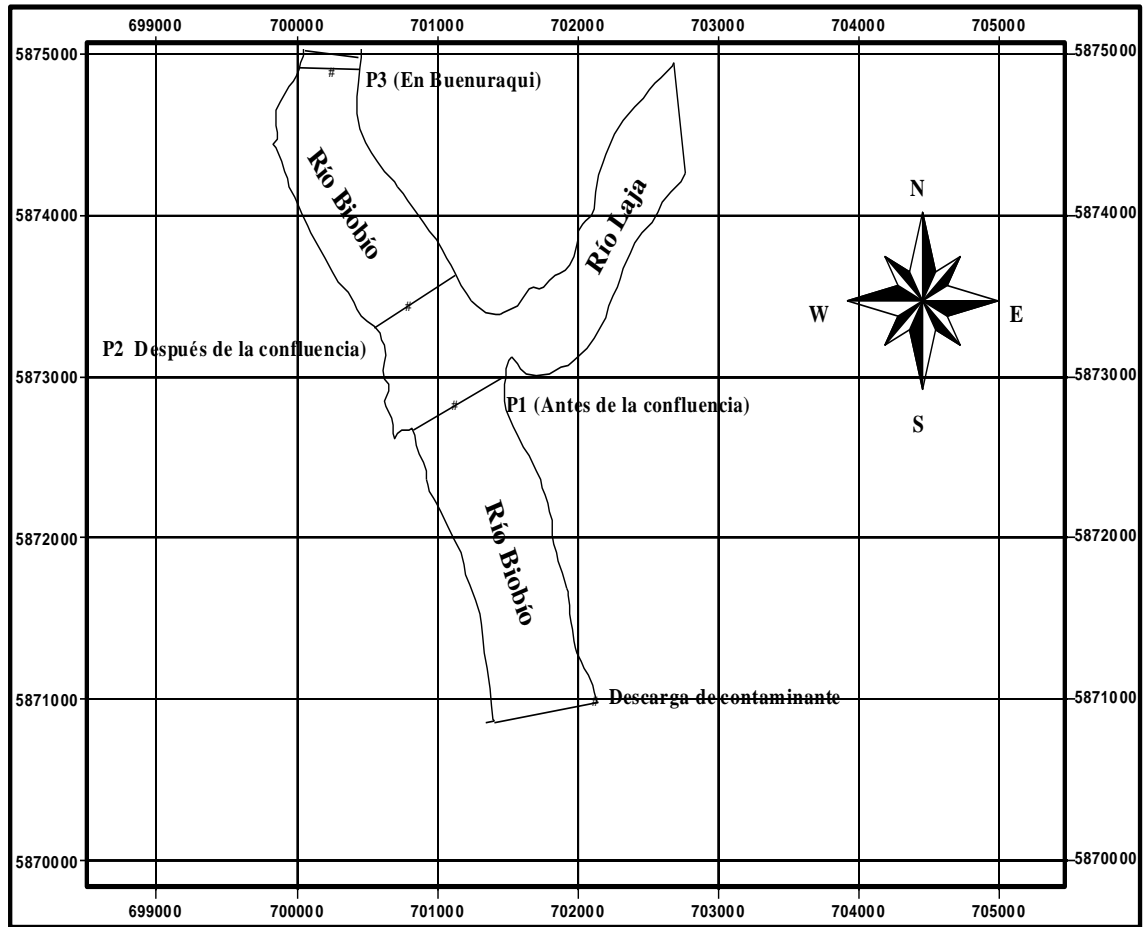 699000 700000 701000 702000 703000 704000 705000
5875000 5875000
P3 (En Buenuraqui)
#
Río Biobío
Río Laja
5874000 5874000
N
W E
S
#
P2 Después de la confluencia)
5873000 5873000
P1 (Antes de la confluencia)
#
Río Biobío
5872000 5872000
5871000 5871000
# Descarga de contaminante
5870000 5870000
699000 700000 701000 702000 703000 704000 705000